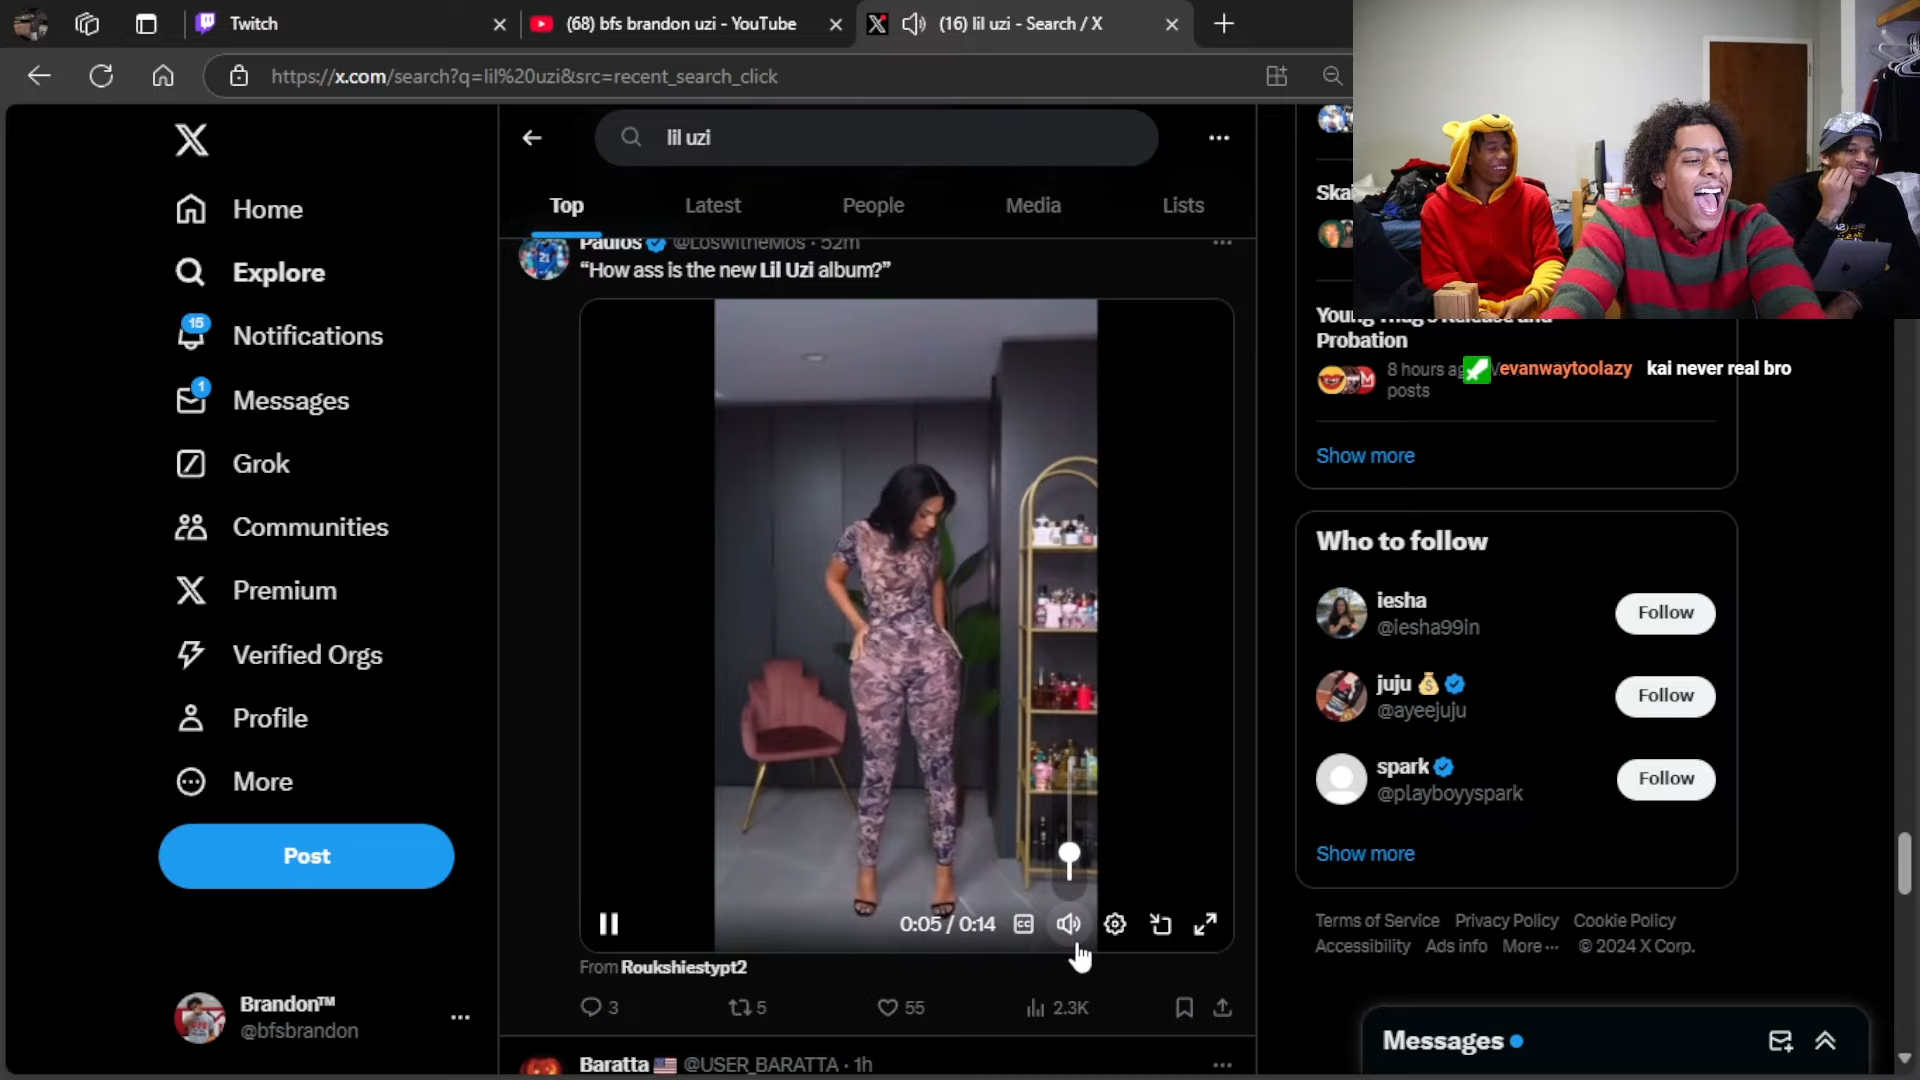 Twitch
(68) bfs brandon uzi - YouTube
(16) lil uzi - Search / X
https://x.com/search?q=lil%20uzi&src=recent_search_click
lil uzi
Top
Latest
People
Media
Lists
Home
Explore
15
Notifications
1
Messages
Grok
Communities
Premium
Verified Orgs
Profile
More
Post
Brandon™
@bfsbrandon
Paulos @LoswitheMos · 52m
“How ass is the new Lil Uzi album?”
21
0:05 / 0:14
CC
From Roukshiestypt2
3
5
55
2.3K
Baratta @USER_BARATTA · 1h
Probation
8 hours
posts
evanwaytoolazy kai never real bro
Show more
Who to follow
iesha
@iesha99in
Follow
juju
@ayeejuju
Follow
spark
@playboyyspark
Follow
Show more
Terms of Service Privacy Policy Cookie Policy
Accessibility Ads info More ··· © 2024 X Corp.
Messages